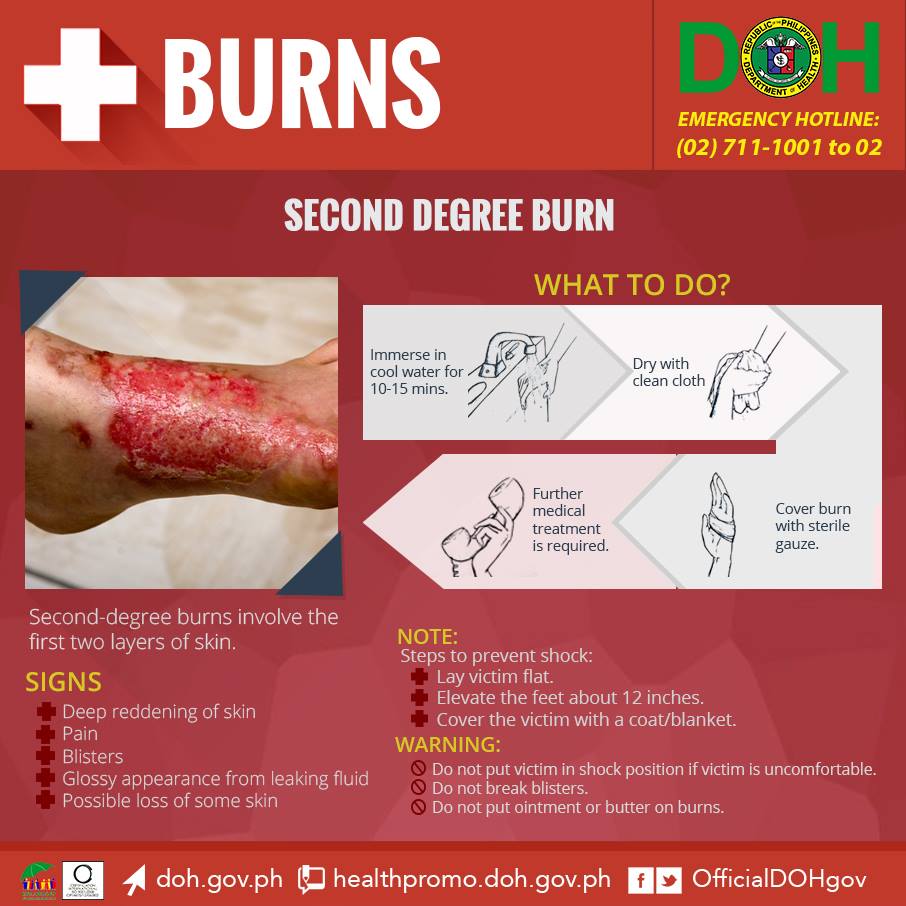 BURNS
DOH
REPUBLIC OF THE PHILIPPINES
DEPARTMENT OF HEALTH
EMERGENCY HOTLINE:
(02) 711-1001 to 02
SECOND DEGREE BURN
WHAT TO DO?
Immerse in
cool water for
10-15 mins.
Dry with
clean cloth
Cover burn
with sterile
gauze.
Further
medical
treatment
is required.
Second-degree burns involve the
first two layers of skin.
SIGNS
Deep reddening of skin
Pain
Blisters
Glossy appearance from leaking fluid
Possible loss of some skin
NOTE:
Steps to prevent shock:
Lay victim flat.
Elevate the feet about 12 inches.
Cover the victim with a coat/blanket.
WARNING:
Do not put victim in shock position if victim is uncomfortable.
Do not break blisters.
Do not put ointment or butter on burns.
doh.gov.ph
healthpromo.doh.gov.ph
OfficialDOHgov